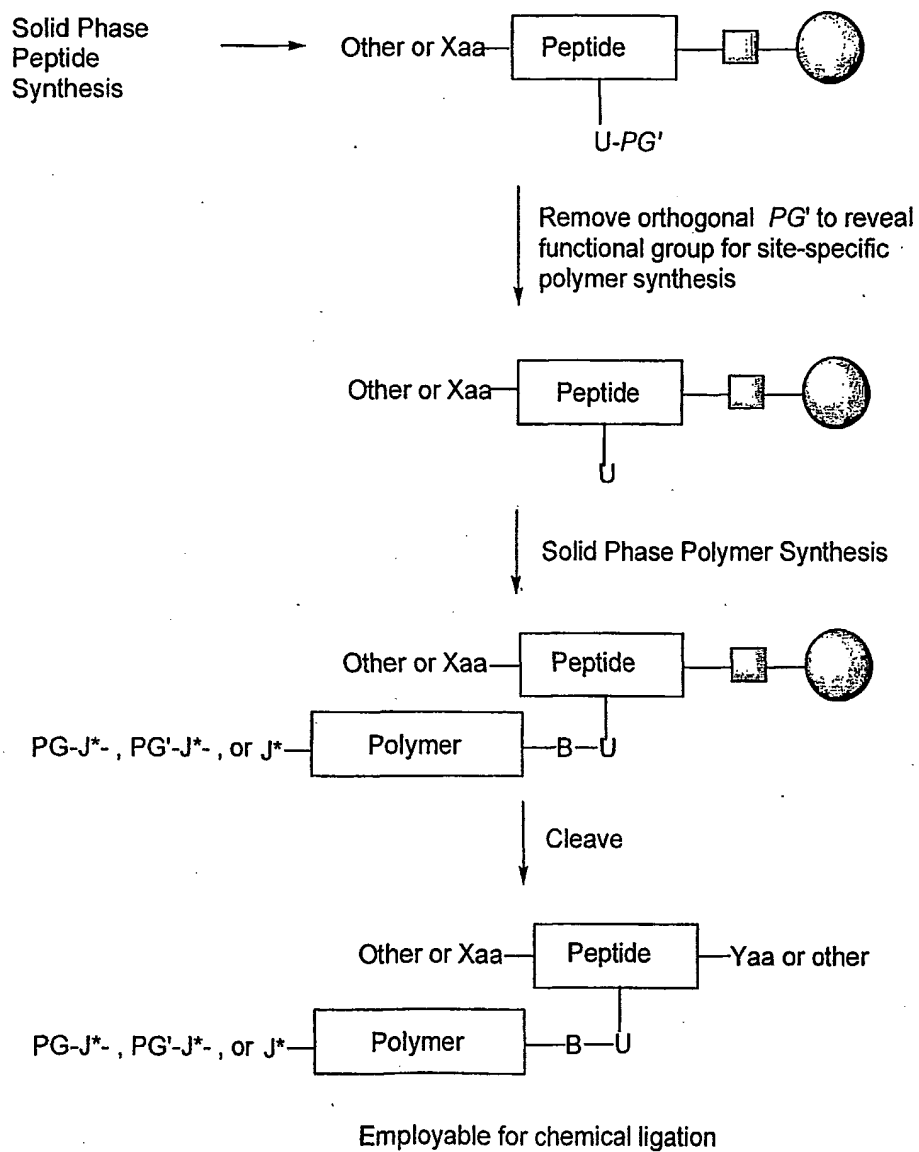 Solid Phase
Peptide
Synthesis
Other or Xaa
Peptide
U-PG'
Remove orthogonal PG' to reveal
functional group for site-specific
polymer synthesis
Other or Xaa
Peptide
U
Solid Phase Polymer Synthesis
Other or Xaa
Peptide
PG-J*- , PG'-J*- , or J*
Polymer
B
U
Cleave
Other or Xaa
Peptide
Yaa or other
PG-J*- , PG'-J*- , or J*
Polymer
B
U
Employable for chemical ligation